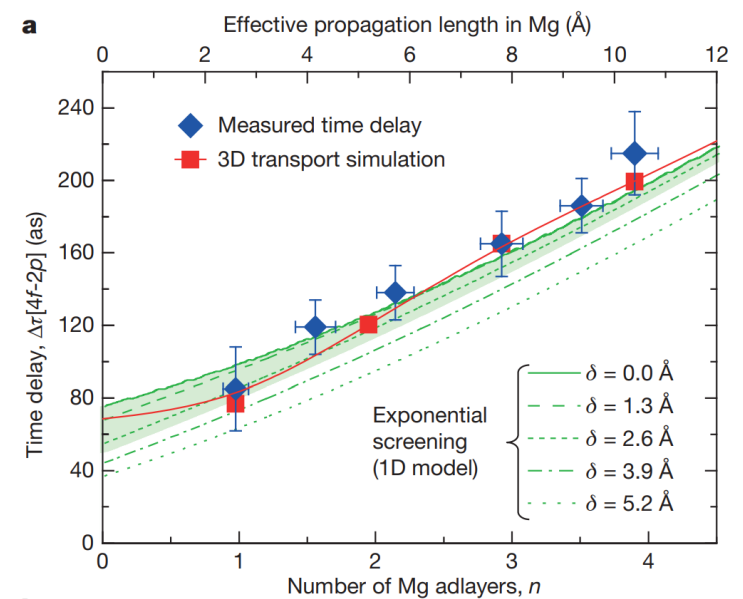 a
Effective propagation length in Mg (Å)
0 2 4 6 8 10 12
240
200
160
120
80
40
0
Time delay, Δτ[4f-2p] (as)
Measured time delay
3D transport simulation
Exponential
screening
(1D model)
δ = 0.0 Å
δ = 1.3 Å
δ = 2.6 Å
δ = 3.9 Å
δ = 5.2 Å
0 1 2 3 4
Number of Mg adlayers, n